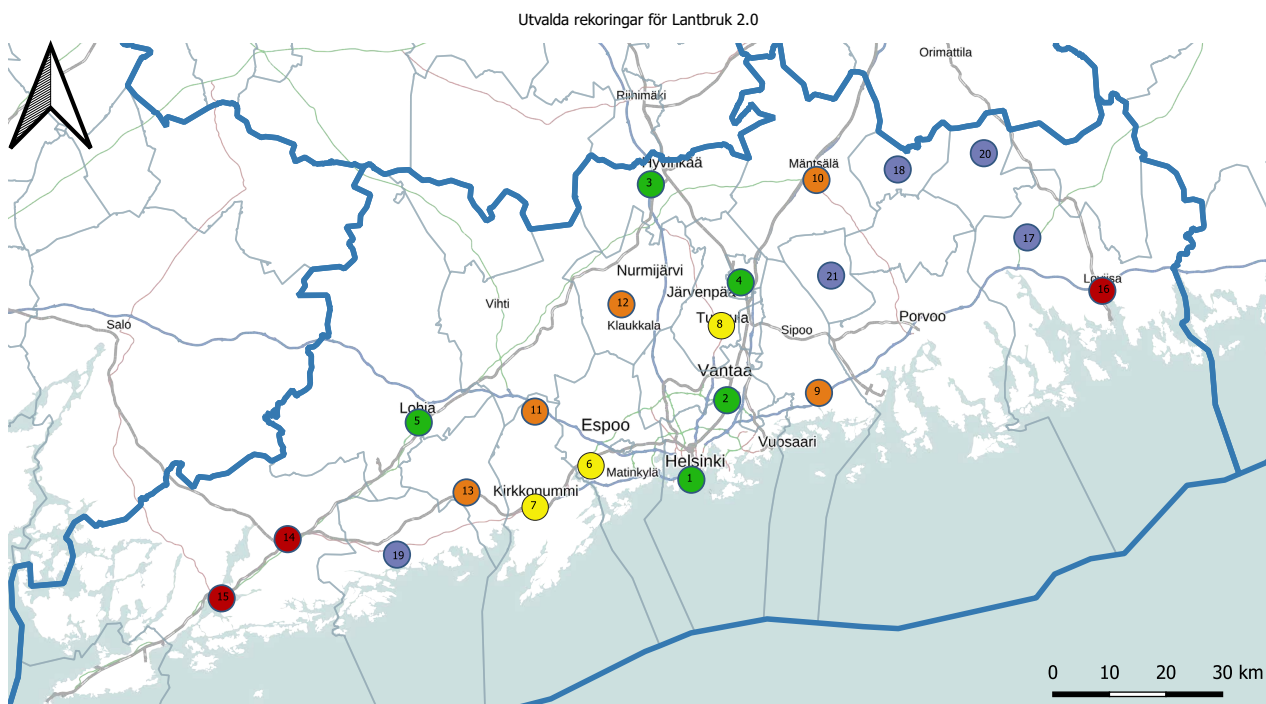 Utvalda rekoringar för Lantbruk 2.0
Orimattila
Riihimäki
20
Hyvinkää
Mäntsälä
18
3
10
17
Nurmijärvi
21
4
Loviisa
Järvenpää
16
12
Vihti
Porvoo
Salo
Klaukkala
8
Tuusula
Sipoo
Vantaa
9
2
Lohja
11
5
Espoo
Vuosaari
Helsinki
6
Matinkylä
1
13
Kirkkonummi
7
14
19
15
0 10 20 30 km